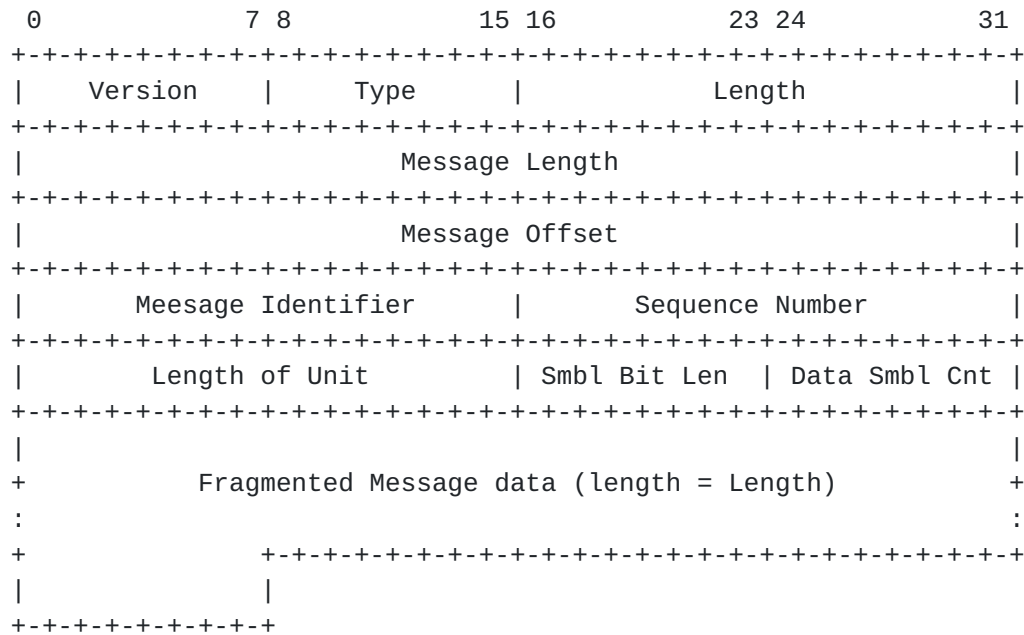 0             7 8            15 16           23 24           31
+-+-+-+-+-+-+-+-+-+-+-+-+-+-+-+-+-+-+-+-+-+-+-+-+-+-+-+-+-+-+-+-+
|    Version    |     Type      |            Length             |
+-+-+-+-+-+-+-+-+-+-+-+-+-+-+-+-+-+-+-+-+-+-+-+-+-+-+-+-+-+-+-+-+
|                        Message Length                         |
+-+-+-+-+-+-+-+-+-+-+-+-+-+-+-+-+-+-+-+-+-+-+-+-+-+-+-+-+-+-+-+-+
|                        Message Offset                         |
+-+-+-+-+-+-+-+-+-+-+-+-+-+-+-+-+-+-+-+-+-+-+-+-+-+-+-+-+-+-+-+-+
|       Meesage Identifier      |       Sequence Number         |
+-+-+-+-+-+-+-+-+-+-+-+-+-+-+-+-+-+-+-+-+-+-+-+-+-+-+-+-+-+-+-+-+
|        Length of Unit         | Smbl Bit Len  | Data Smbl Cnt |
+-+-+-+-+-+-+-+-+-+-+-+-+-+-+-+-+-+-+-+-+-+-+-+-+-+-+-+-+-+-+-+-+
|                                                               |
+           Fragmented Message data (length = Length)           +
:                                                               :
+               +-+-+-+-+-+-+-+-+-+-+-+-+-+-+-+-+-+-+-+-+-+-+-+-+
|               |
+-+-+-+-+-+-+-+-+